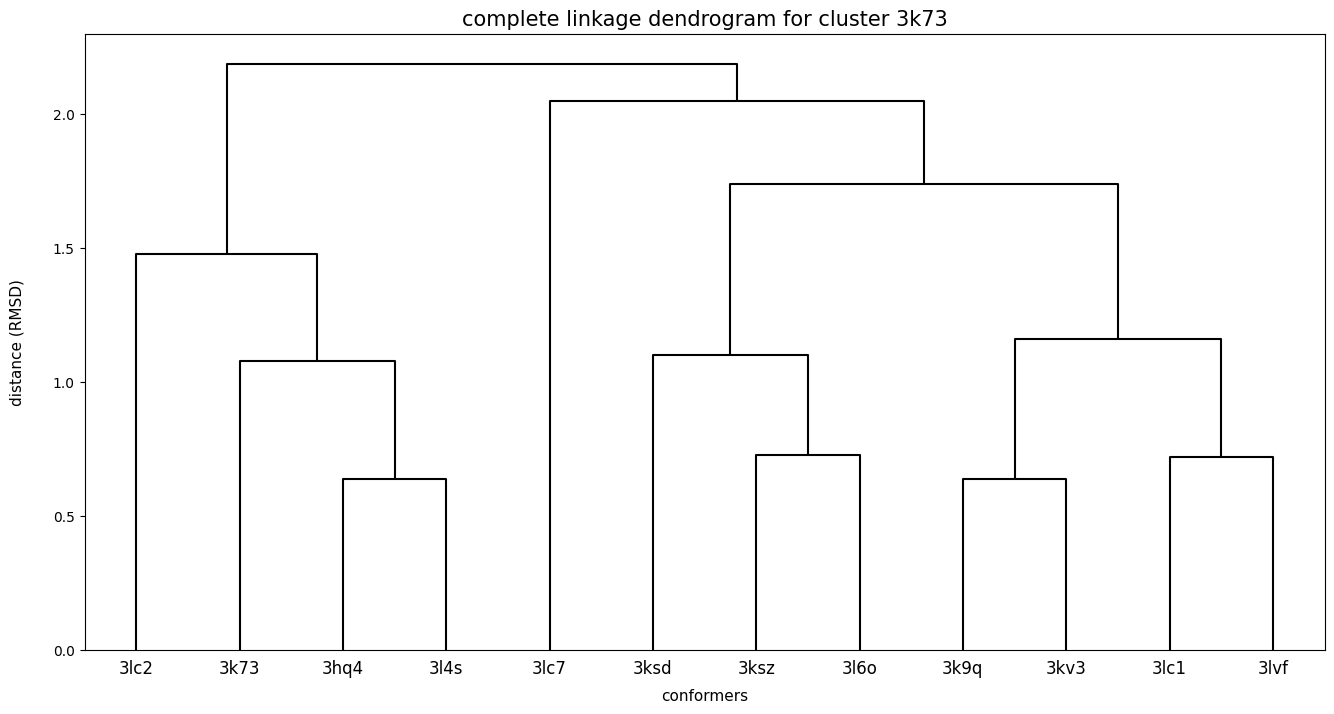 complete linkage dendrogram for cluster 3k73
distance (RMSD)
2.0
1.5
1.0
0.5
0.0
3lc2 3k73 3hq4 3l4s 3lc7 3ksd 3ksz 3l6o 3k9q 3kv3 3lc1 3lvf
conformers